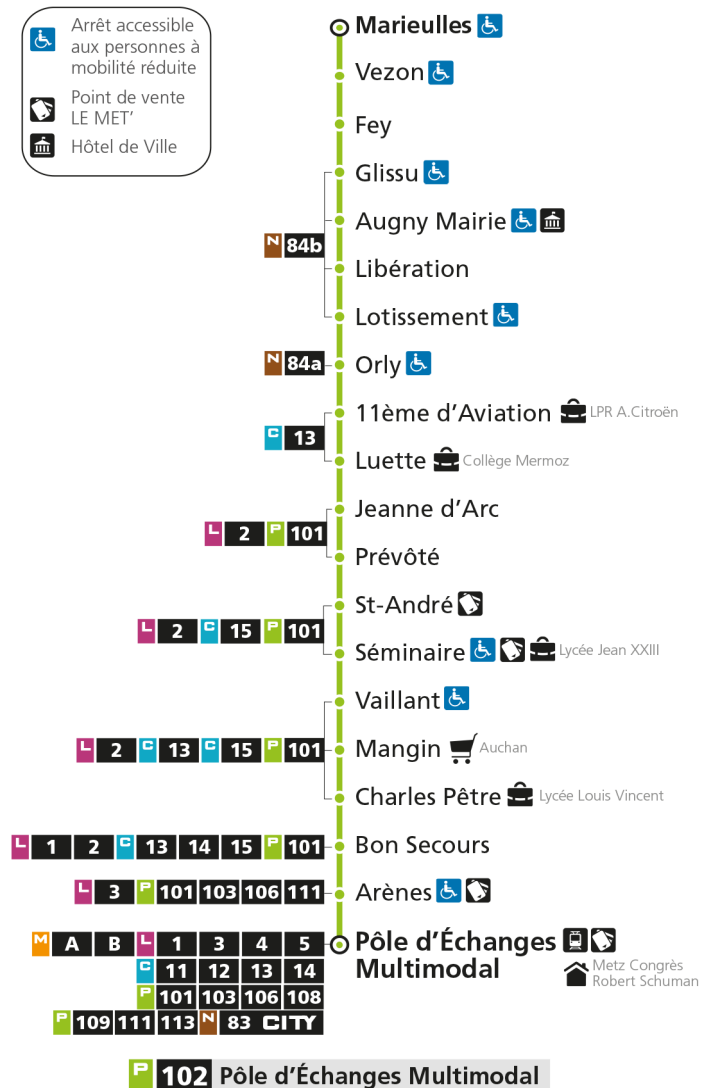 Arrêt accessible
aux personnes à
mobilité réduite
Point de vente
LE MET'
Hôtel de Ville
Marieulles
Vezon
Fey
Glissu
Augny Mairie
N 84b
Libération
Lotissement
N 84a Orly
11ème d'Aviation LPR A.Citroën
C 13
Luette Collège Mermoz
Jeanne d'Arc
L 2 P 101
Prévôté
St-André
L 2 C 15 P 101
Séminaire Lycée Jean XXIII
Vaillant
L 2 C 13 C 15 P 101 Mangin Auchan
Charles Pêtre Lycée Louis Vincent
L 1 2 C 13 14 15 P 101 Bon Secours
L 3 P 101 103 106 111 Arènes
M A B L 1 3 4 5 Pôle d'Échanges
Multimodal
Metz Congrès
Robert Schuman
C 11 12 13 14
P 101 103 106 108
P 109 111 113 N 83 CITY
P 102 Pôle d'Échanges Multimodal